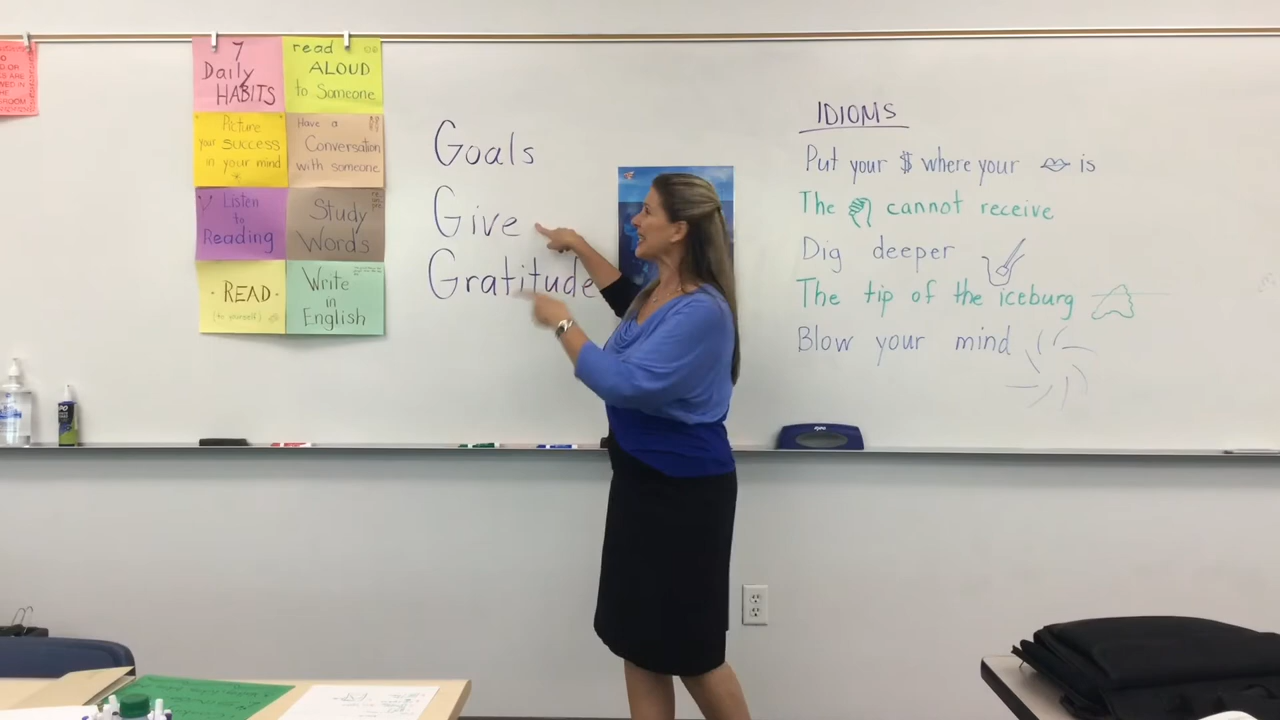 7
Daily
HABITS
read
ALOUD
to Someone
Picture
your SUCCESS
in your mind
Have a
Conversation
with someone
Listen
to
Reading
Study
Words
·READ·
(to yourself)
Write
in
English
Goals
Give
Gratitude
IDIOMS
Put your $ where your is
The cannot receive
Dig deeper
The tip of the iceburg
Blow your mind